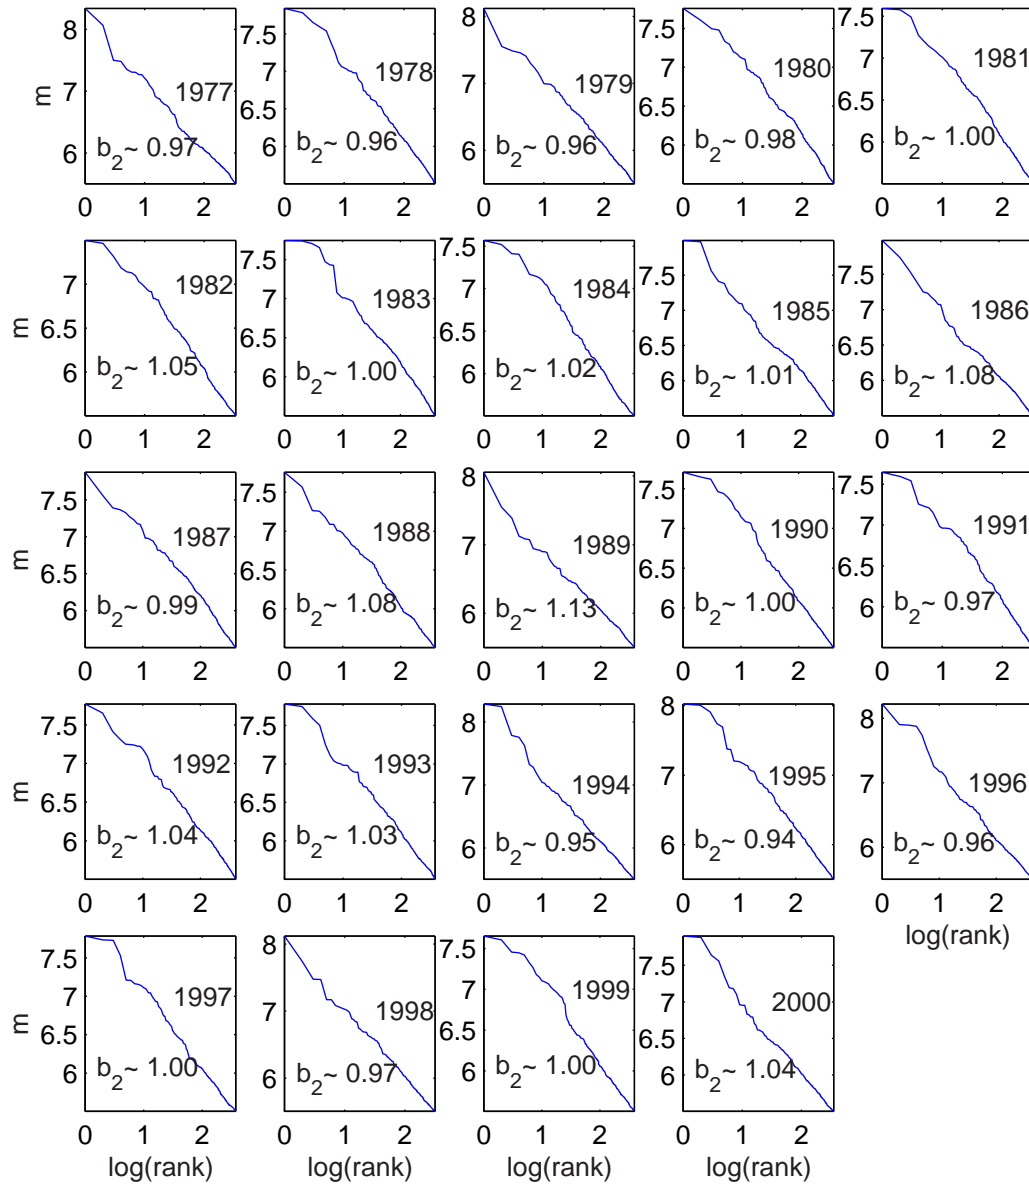 8
7
6
m
1977
b2~ 0.97
0 1 2
7.5
7
6.5
6
1978
b2~ 0.96
0 1 2
8
7
6
1979
b2~ 0.96
0 1 2
7.5
7
6.5
6
1980
b2~ 0.98
0 1 2
7.5
7
6.5
6
1981
b2~ 1.00
0 1 2
7
6.5
6
m
1982
b2~ 1.05
0 1 2
7.5
7
6.5
6
1983
b2~ 1.00
0 1 2
7.5
7
6.5
6
1984
b2~ 1.02
0 1 2
7.5
7
6.5
6
1985
b2~ 1.01
0 1 2
7.5
7
6.5
6
1986
b2~ 1.08
0 1 2
7.5
7
6.5
6
m
1987
b2~ 0.99
0 1 2
7.5
7
6.5
6
1988
b2~ 1.08
0 1 2
8
7
6
1989
b2~ 1.13
0 1 2
7.5
7
6.5
6
1990
b2~ 1.00
0 1 2
7.5
7
6.5
6
1991
b2~ 0.97
0 1 2
7.5
7
6.5
6
m
1992
b2~ 1.04
0 1 2
7.5
7
6.5
6
1993
b2~ 1.03
0 1 2
8
7
6
1994
b2~ 0.95
0 1 2
8
7
6
1995
b2~ 0.94
0 1 2
8
7
6
1996
b2~ 0.96
0 1 2
log(rank)
7.5
7
6.5
6
m
1997
b2~ 1.00
0 1 2
log(rank)
8
7
6
1998
b2~ 0.97
0 1 2
log(rank)
7.5
7
6.5
6
1999
b2~ 1.00
0 1 2
log(rank)
7.5
7
6.5
6
2000
b2~ 1.04
0 1 2
log(rank)